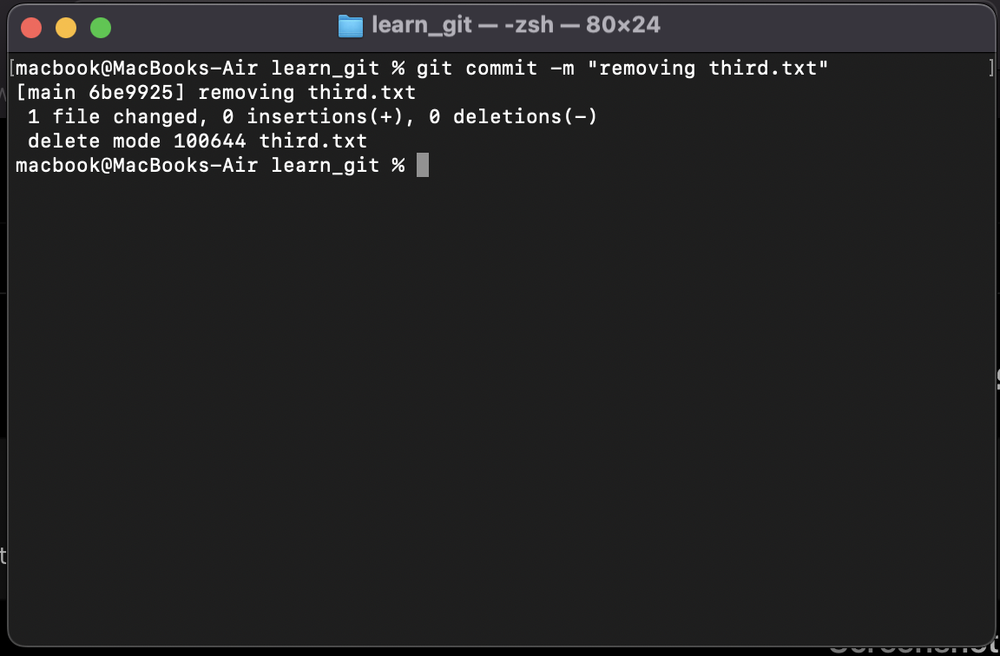 learn_git — -zsh — 80×24
[macbook@MacBooks-Air learn_git % git commit -m "removing third.txt" ]
[main 6be9925] removing third.txt
 1 file changed, 0 insertions(+), 0 deletions(-)
 delete mode 100644 third.txt
macbook@MacBooks-Air learn_git %